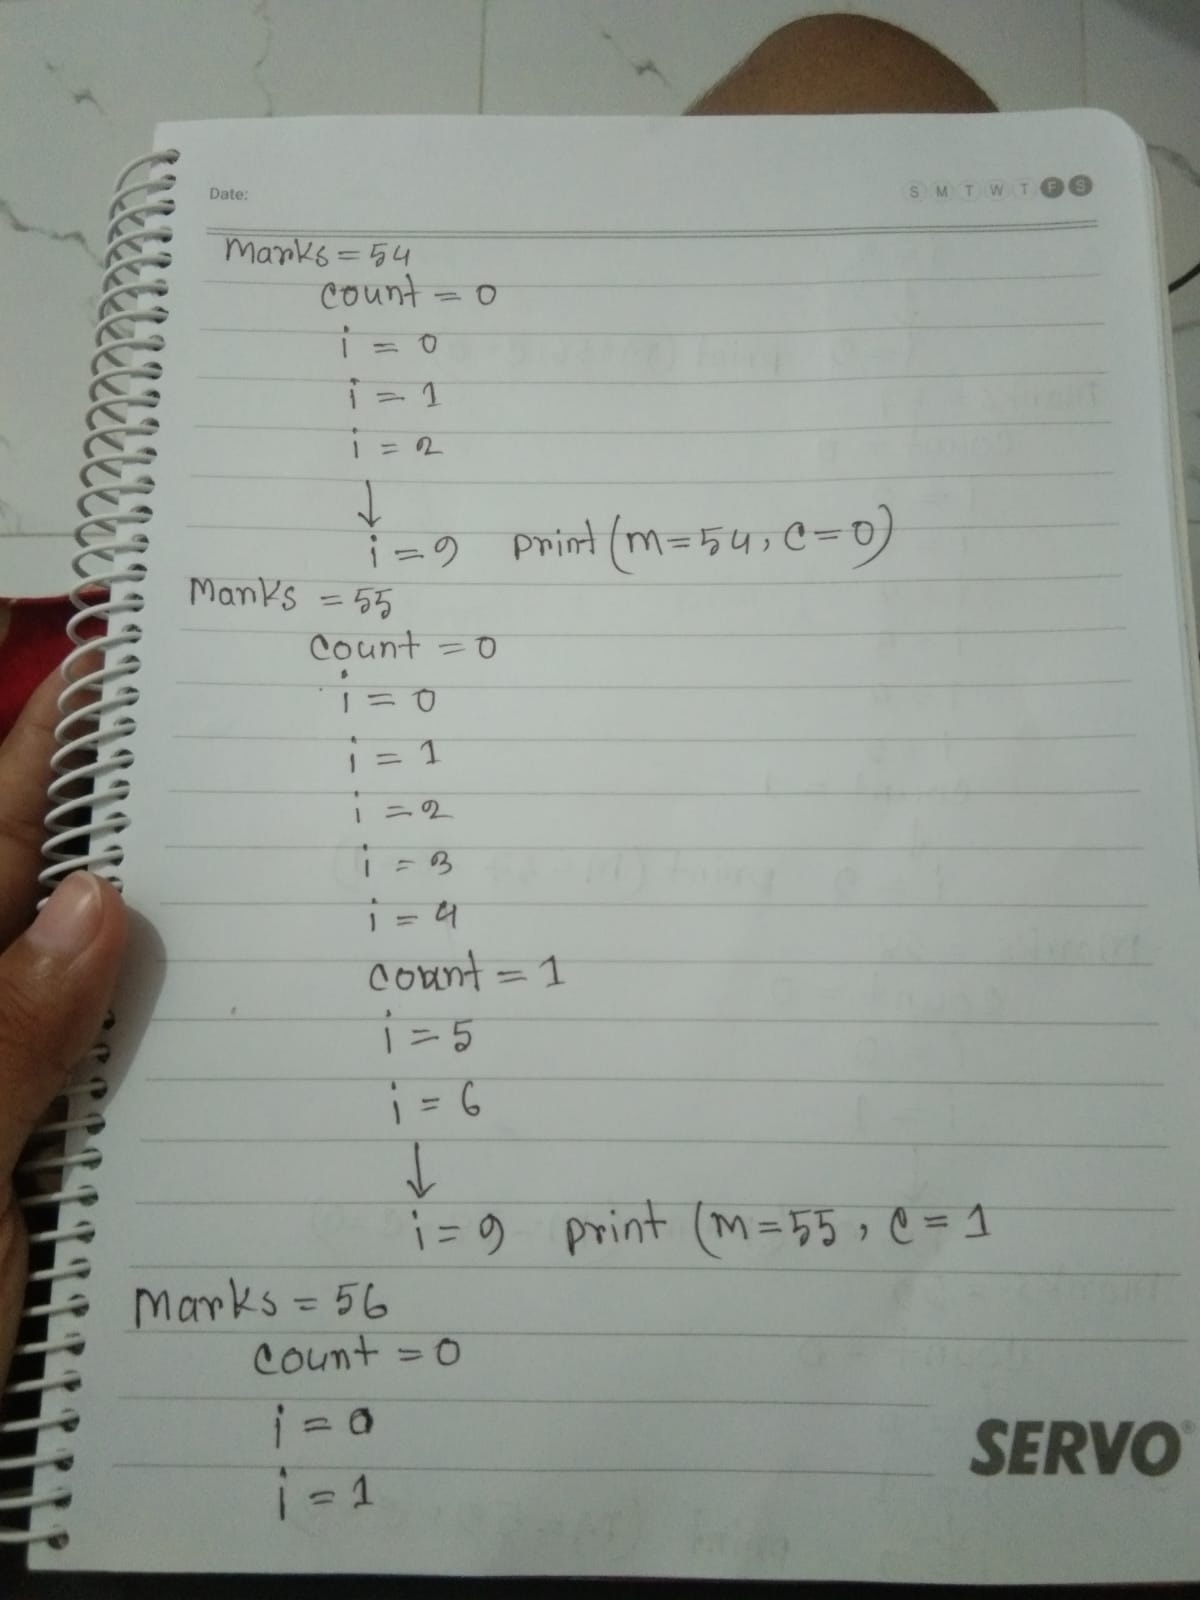 Date:
S M T W T F S
Marks = 54
count = 0
i = 0
i = 1
i = 2
↓
i = 9 print (m=54, c=0)
Marks = 55
count = 0
i = 0
i = 1
i = 2
i = 3
i = 4
count = 1
i = 5
i = 6
↓
i = 9 print (m=55, c=1
Marks = 56
count = 0
i = 0
i = 1
SERVO